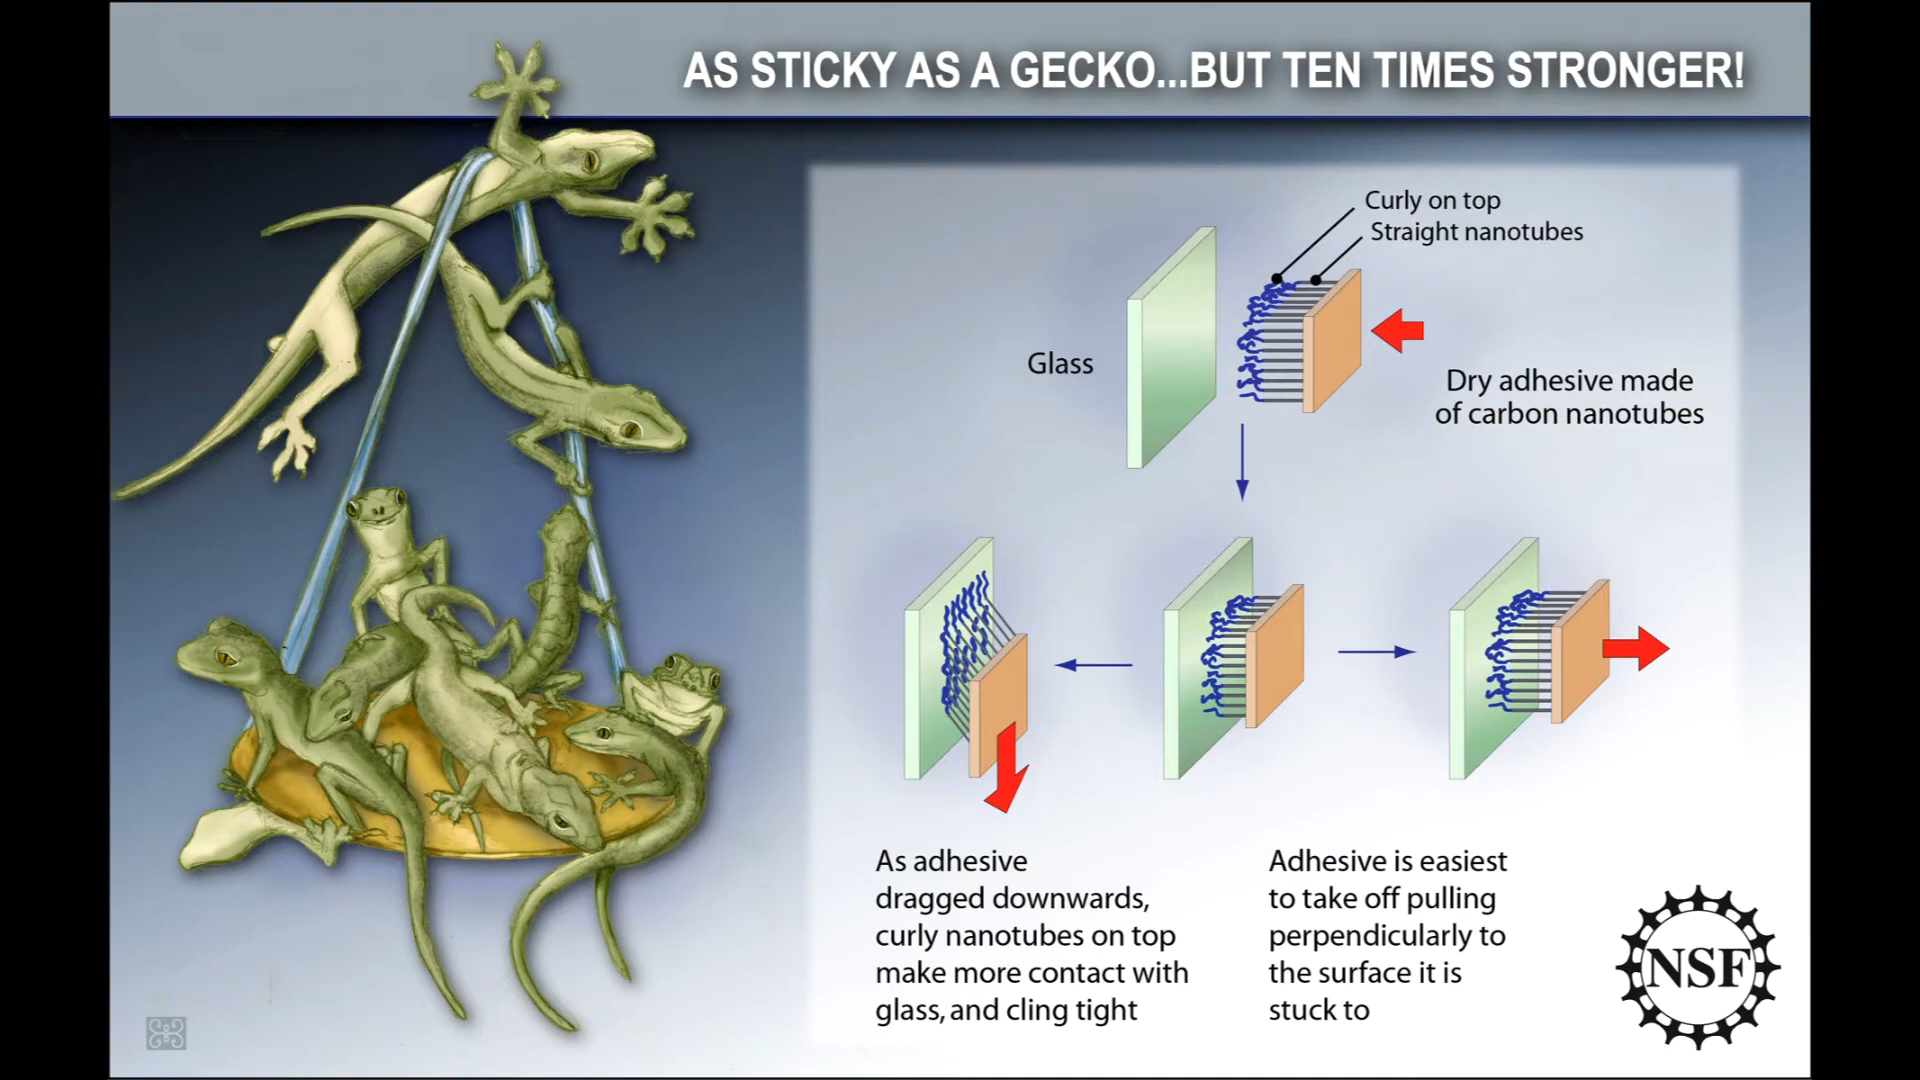 AS STICKY AS A GECKO...BUT TEN TIMES STRONGER!
Curly on top
Straight nanotubes
Glass
Dry adhesive made
of carbon nanotubes
As adhesive
dragged downwards,
curly nanotubes on top
make more contact with
glass, and cling tight
Adhesive is easiest
to take off pulling
perpendicularly to
the surface it is
stuck to
NSF